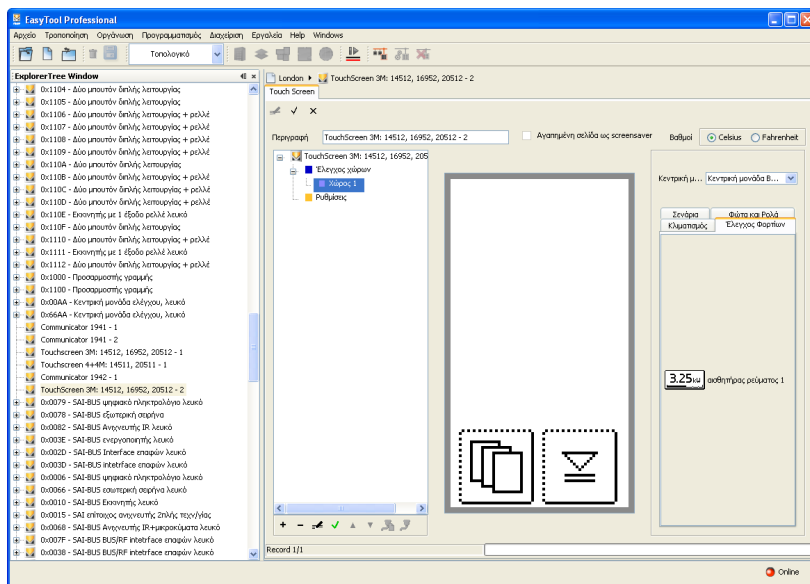 EasyTool Professional
Αρχείο Τροποποίηση Οργάνωση Προγραμματισμός Διαχείριση Εργαλεία Help Windows
Τοπολογικό
ExplorerTree Window
0x1104 - Δύο μπουτόν διπλής λειτουργίας
0x1105 - Δύο μπουτόν διπλής λειτουργίας
0x1106 - Δύο μπουτόν διπλής λειτουργίας + ρελλέ
0x1107 - Δύο μπουτόν διπλής λειτουργίας + ρελλέ
0x1108 - Δύο μπουτόν διπλής λειτουργίας + ρελλέ
0x1109 - Δύο μπουτόν διπλής λειτουργίας + ρελλέ
0x110A - Δύο μπουτόν διπλής λειτουργίας
0x110B - Δύο μπουτόν διπλής λειτουργίας + ρελλέ
0x110C - Δύο μπουτόν διπλής λειτουργίας + ρελλέ
0x110D - Δύο μπουτόν διπλής λειτουργίας + ρελλέ
0x110E - Εκκινητής με 1 έξοδο ρελλέ λευκό
0x110F - Δύο μπουτόν διπλής λειτουργίας
0x1110 - Δύο μπουτόν διπλής λειτουργίας + ρελλέ
0x1111 - Εκκινητής με 1 έξοδο ρελλέ λευκό
0x1112 - Δύο μπουτόν διπλής λειτουργίας + ρελλέ
0x1000 - Προσαρμοστής γραμμής
0x1100 - Προσαρμοστής γραμμής
0x00AA - Κεντρική μονάδα ελέγχου, λευκό
0x66AA - Κεντρική μονάδα ελέγχου, λευκό
Communicator 1941 - 1
Communicator 1941 - 2
Touchscreen 3M: 14512, 16952, 20512 - 1
Touchscreen 4+4M: 14511, 20511 - 1
Communicator 1942 - 1
TouchScreen 3M: 14512, 16952, 20512 - 2
0x0079 - SAI-BUS ψηφιακό πληκτρολόγιο λευκό
0x0078 - SAI-BUS εξωτερική σειρήνα
0x0082 - SAI-BUS Ανιχνευτής IR λευκό
0x003E - SAI-BUS ενεργοποιητής λευκό
0x002D - SAI-BUS Interface επαφών λευκό
0x003D - SAI-BUS intetrface επαφών λευκό
0x0006 - SAI-BUS ψηφιακό πληκτρολόγιο λευκό
0x0066 - SAI-BUS εσωτερική σειρήνα λευκό
0x0010 - SAI-BUS Εκκινητής λευκό
0x0015 - SAI επίτοιχος ανιχνευτής 2πλής τεχν/γίας
0x0068 - SAI-BUS Ανιχνευτής IR+μικροκύματα λευκό
0x007F - SAI-BUS BUS/RF intetrface επαφών λευκό
0x0038 - SAI-BUS BUS/RF intetrface επαφών λευκό
London TouchScreen 3M: 14512, 16952, 20512 - 2
Touch Screen
Περιγραφή TouchScreen 3M: 14512, 16952, 20512 - 2 Αγαπημένη σελίδα ως screensaver Βαθμοί Celsius Fahrenheit
TouchScreen 3M: 14512, 16952, 205
Έλεγχος χώρων
Χώρος 1
Ρυθμίσεις
Κεντρική μ... Κεντρική μονάδα B...
Σενάρια Φώτα και Ρολά
Κλιματισμός Έλεγχος Φορτίων
3.25kW αισθητήρας ρεύματος 1
Record 1/1
Online